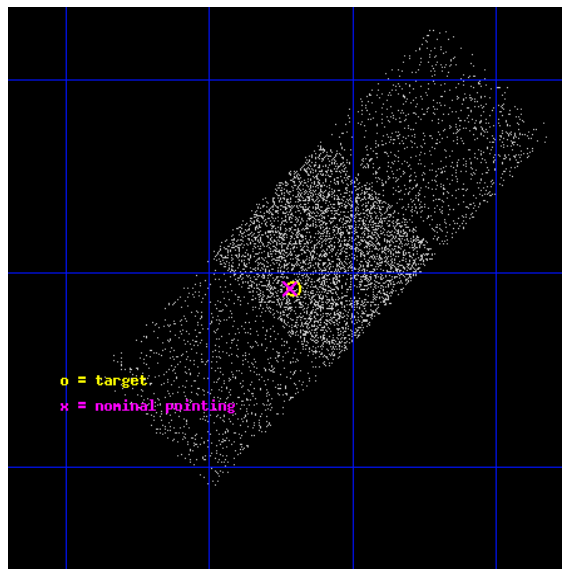 o = target
x = nominal pointing